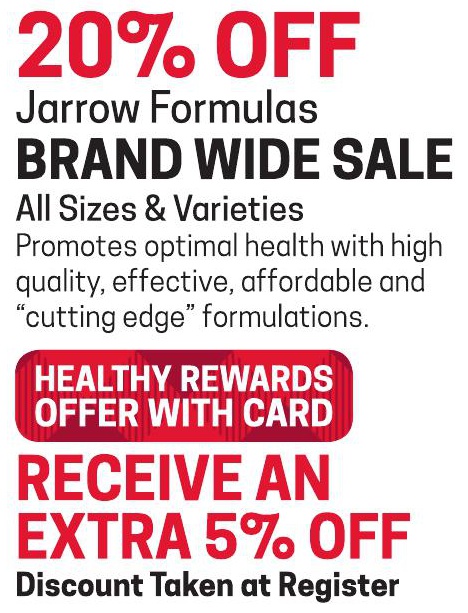 20% OFF
Jarrow Formulas
BRAND WIDE SALE
All Sizes & Varieties
Promotes optimal health with high
quality, effective, affordable and
“cutting edge” formulations.
HEALTHY REWARDS
OFFER WITH CARD
RECEIVE AN
EXTRA 5% OFF
Discount Taken at Register